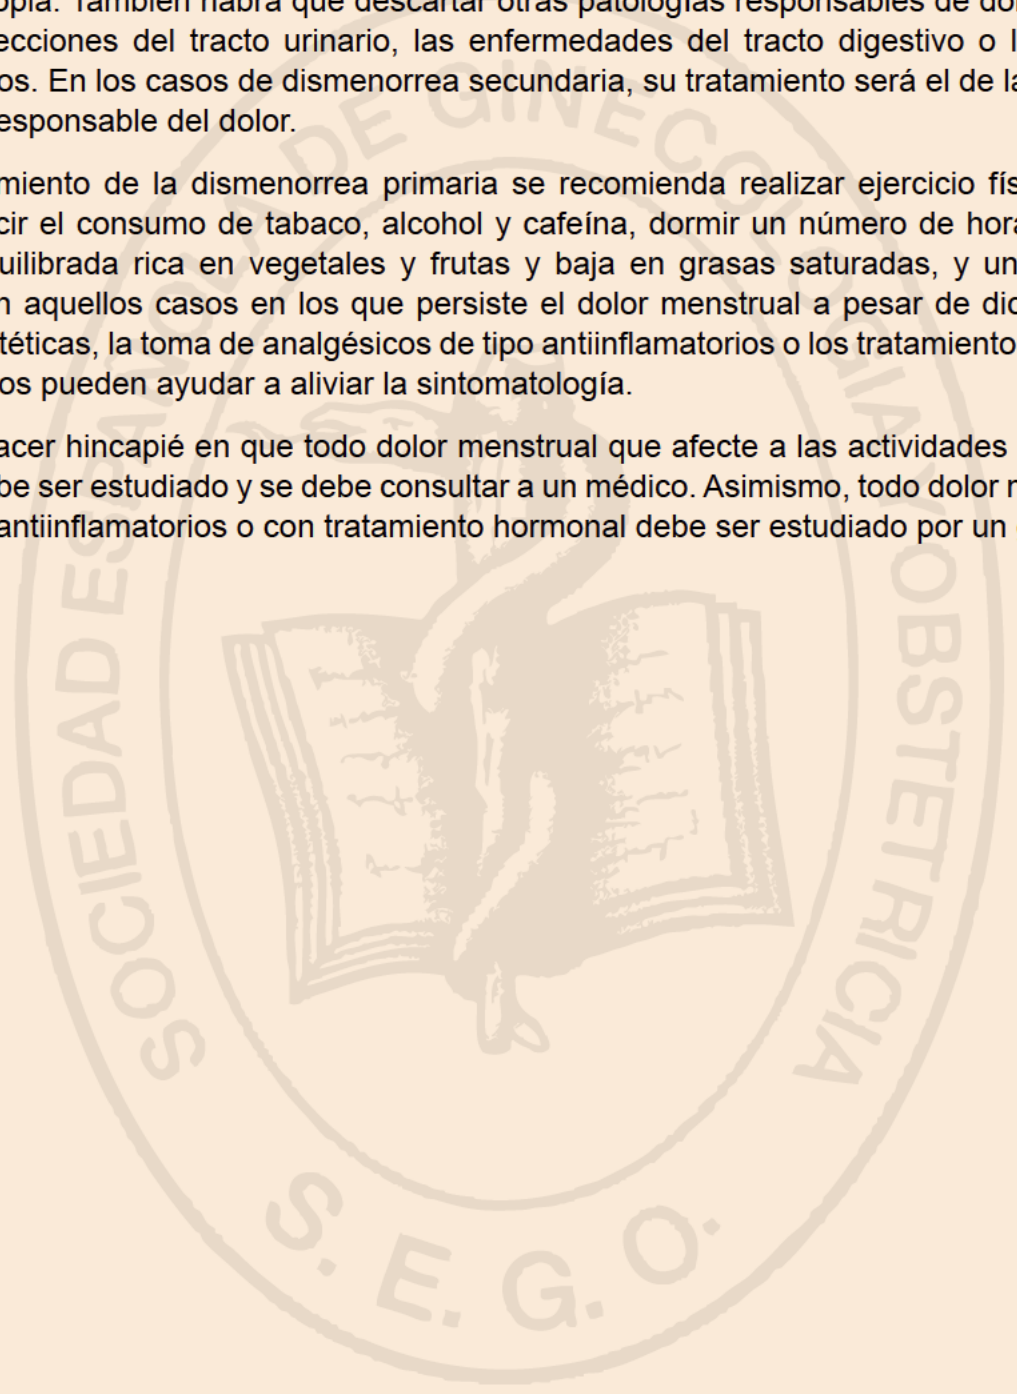 opia. También habrá que descartar otras patologías responsables de do
ecciones del tracto urinario, las enfermedades del tracto digestivo o l
os. En los casos de dismenorrea secundaria, su tratamiento será el de la
esponsable del dolor.
miento de la dismenorrea primaria se recomienda realizar ejercicio fís
cir el consumo de tabaco, alcohol y cafeína, dormir un número de hora
uilibrada rica en vegetales y frutas y baja en grasas saturadas, y un
n aquellos casos en los que persiste el dolor menstrual a pesar de dic
téticas, la toma de analgésicos de tipo antiinflamatorios o los tratamiento
os pueden ayudar a aliviar la sintomatología.
acer hincapié en que todo dolor menstrual que afecte a las actividades
be ser estudiado y se debe consultar a un médico. Asimismo, todo dolor n
antiinflamatorios o con tratamiento hormonal debe ser estudiado por un
SOCIEDAD ESPAÑOLA DE GINECOLOGIA Y OBSTETRICIA
S. E. G. O.